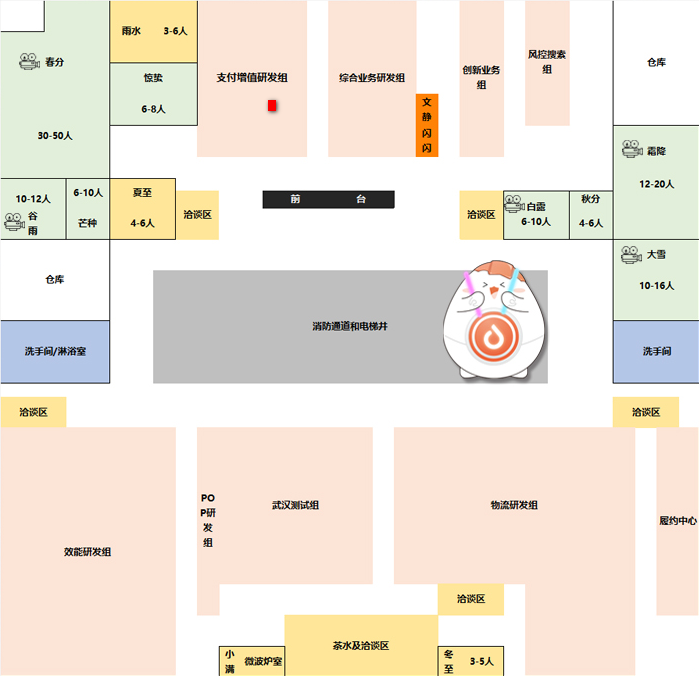 雨水 3-6人
春分
惊蛰
6-8人
30-50人
支付增值研发组
综合业务研发组
文
静
闪
闪
创新业务
组
风控搜索
组
仓库
霜降
12-20人
10-12人
谷
雨
6-10人
芒种
夏至
4-6人
洽谈区
前 台
洽谈区
白露
6-10人
秋分
4-6人
大雪
10-16人
仓库
消防通道和电梯井
洗手间/淋浴室
洗手间
洽谈区
洽谈区
效能研发组
PO
P研
发
组
武汉测试组
物流研发组
履约中心
洽谈区
茶水及洽谈区
小
满
微波炉室
冬
至
3-5人